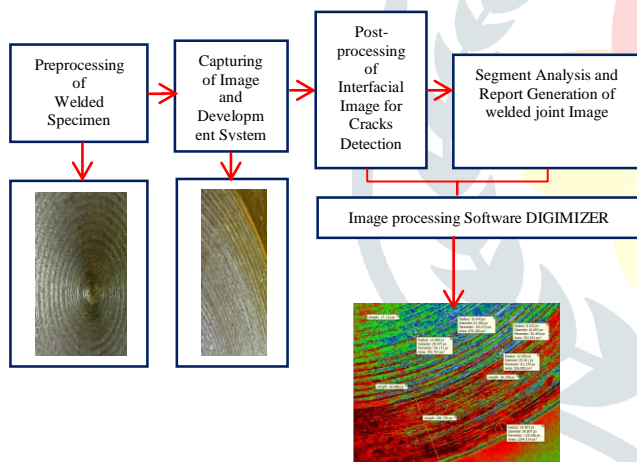 Preprocessing
of
Welded
Specimen
Capturing
of Image
and
Developm
ent System
Post-
processing
of
Interfacial
Image for
Cracks
Detection
Segment Analysis and
Report Generation of
welded joint Image
Image processing Software DIGIMIZER